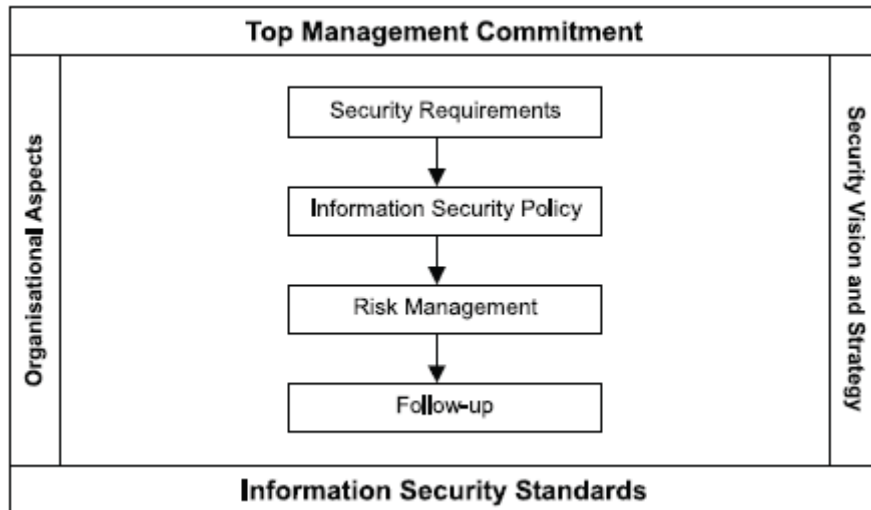 Top Management Commitment
Organisational Aspects
Security Requirements
Information Security Policy
Risk Management
Follow-up
Security Vision and Strategy
Information Security Standards